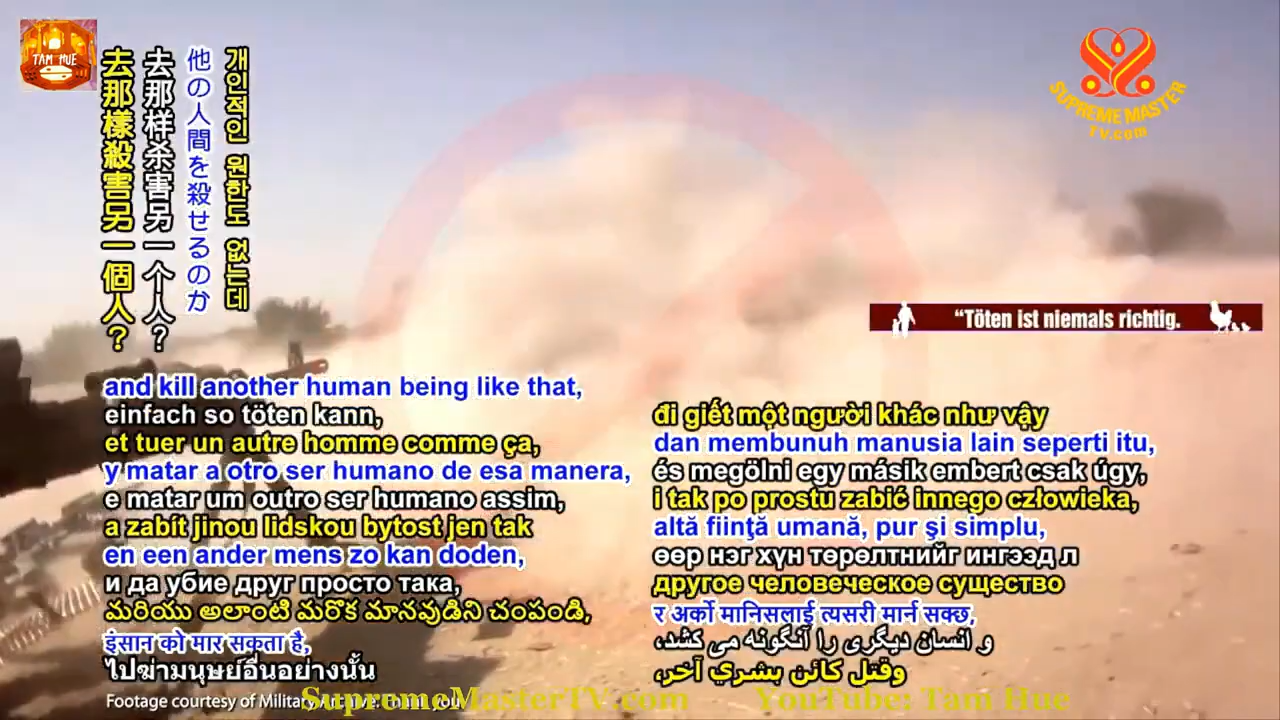 TAM HUE
SUPREME MASTER
TV.COM
去那樣殺害另一個人？
去那样杀害另一个人？
他の人間を殺せるのか
개인적인 원한도 없는데
“Töten ist niemals richtig.
and kill another human being like that,
einfach so töten kann,
et tuer un autre homme comme ça,
y matar a otro ser humano de esa manera,
e matar um outro ser humano assim,
a zabít jinou lidskou bytost jen tak
en een ander mens zo kan doden,
и да убие друг просто така,
మరియు అలాంటి మరొక మానవుడిని చంపండి,
इंसान को मार सकता है,
ไปฆ่ามนุษย์อื่นอย่างนั้น
đi giết một người khác như vậy
dan membunuh manusia lain seperti itu,
és megölni egy másik embert csak úgy,
i tak po prostu zabić innego człowieka,
altă fiinţă umană, pur şi simplu,
өөр нэг хүн төрөлтнийг ингээд л
другое человеческое существо
र अर्को मानिसलाई त्यसरी मार्न सक्छ,
و انسان دیگری را آنگونه می کشد،
وقتل كائن بشري آخر،
Footage courtesy of Military
SupremeMasterTV.com
YouTube: Tam Hue